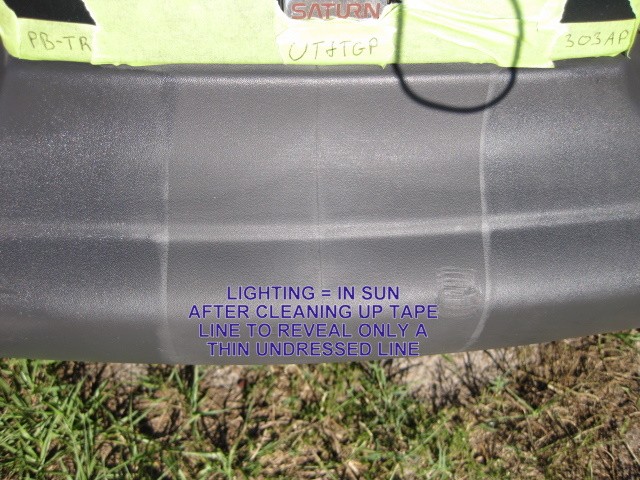 SATURN
PB-TR
UT&TGP
303AP
LIGHTING = IN SUN
AFTER CLEANING UP TAPE
LINE TO REVEAL ONLY A
THIN UNDRESSED LINE